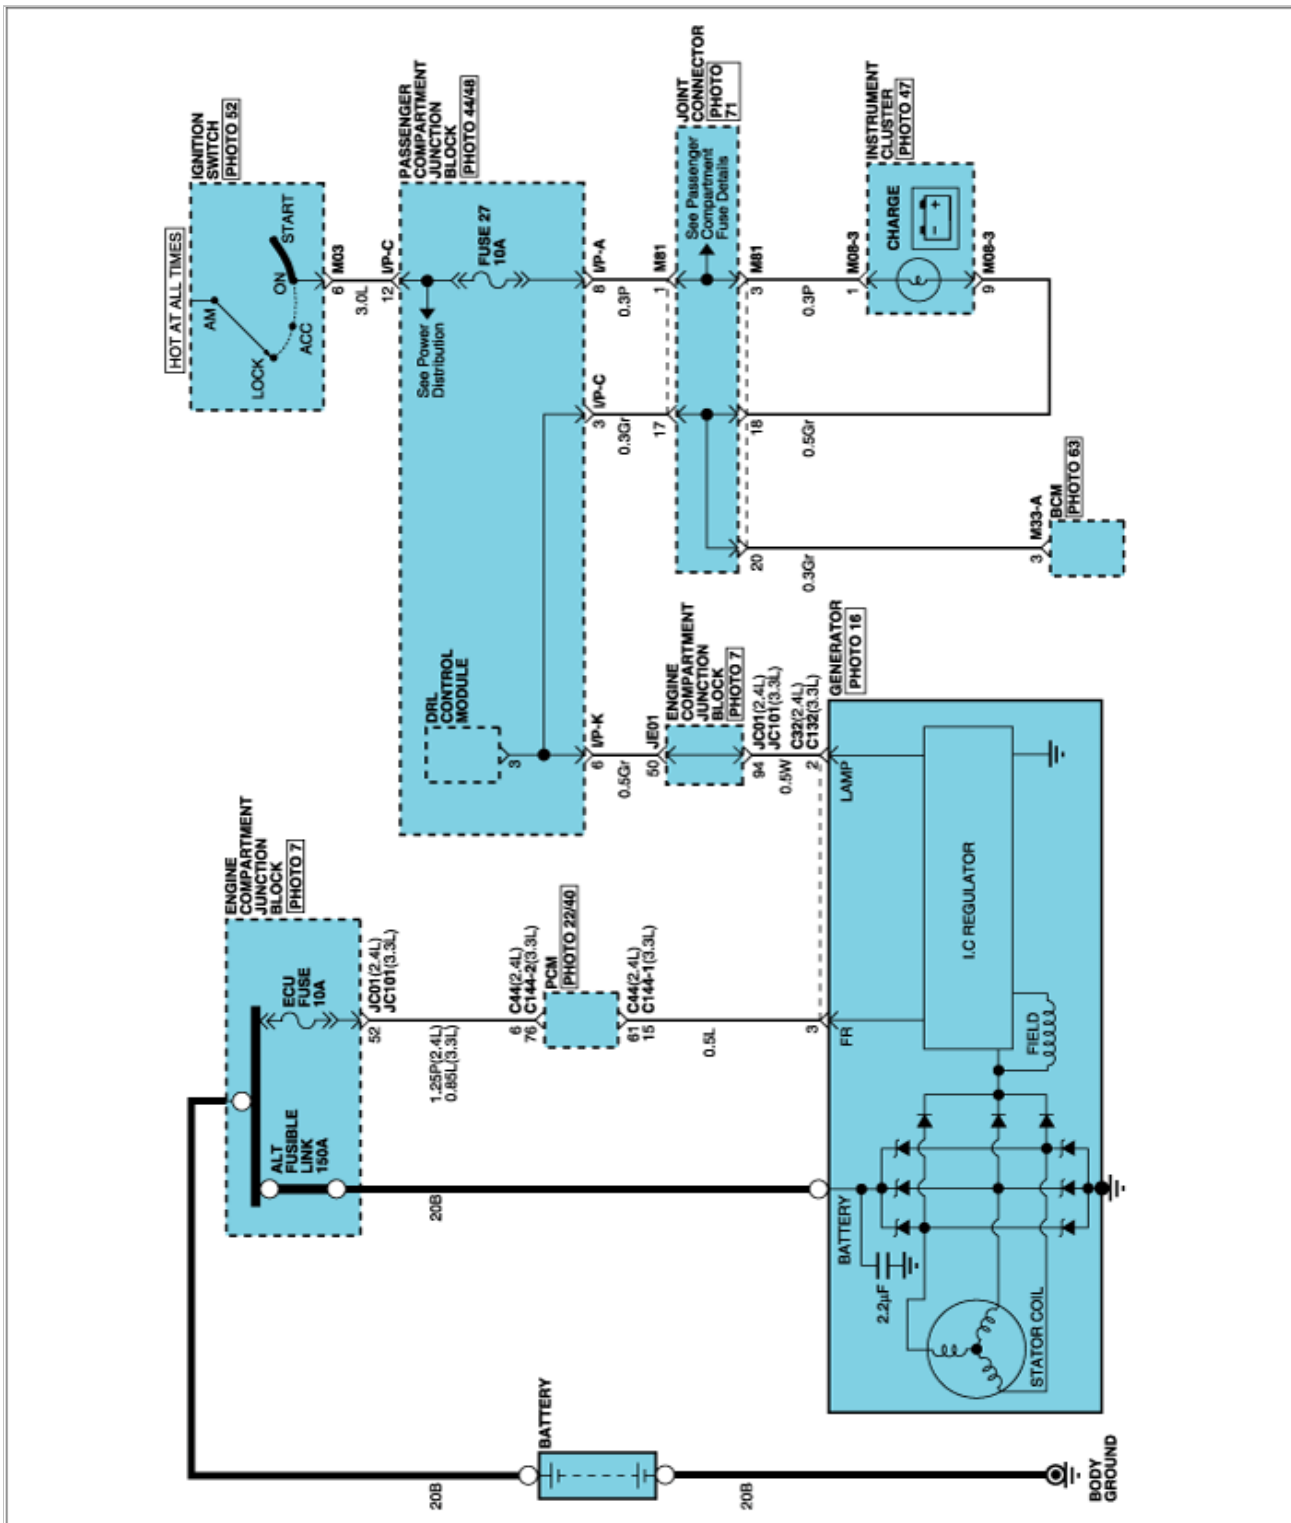 HOT AT ALL TIMES
IGNITION
SWITCH
PHOTO 52
AM
LOCK
ACC
ON
START
6
M03
3.0L
12
I/P-C
PASSENGER
COMPARTMENT
JUNCTION
BLOCK
PHOTO 44/48
See Power
Distribution
FUSE 27
10A
DRL
CONTROL
MODULE
3
6
I/P-K
0.5Gr
3
I/P-C
0.3Gr
8
I/P-A
0.3P
JOINT
CONNECTOR
PHOTO
71
1
M81
17
See Passenger
Compartment
Fuse Details
3
M81
0.3P
18
0.5Gr
20
0.3Gr
INSTRUMENT
CLUSTER
PHOTO 47
1
M08-3
CHARGE
9
M08-3
3
M33-A
BCM
PHOTO 63
50
JE01
ENGINE
COMPARTMENT
JUNCTION
BLOCK
PHOTO 7
94
JC01(2.4L)
JC101(3.3L)
0.5W
2
C32(2.4L)
C132(3.3L)
GENERATOR
PHOTO 16
LAMP
I.C REGULATOR
FR
FIELD
BATTERY
2.2µF
STATOR COIL
ENGINE
COMPARTMENT
JUNCTION
BLOCK
PHOTO 7
ALT
FUSIBLE
LINK
150A
ECU
FUSE
10A
52
JC01(2.4L)
JC101(3.3L)
1.25P(2.4L)
0.85L(3.3L)
6 C44(2.4L)
76 C144-2(3.3L)
PCM
PHOTO 22/40
61 C44(2.4L)
15 C144-1(3.3L)
0.5L
3
20B
BATTERY
20B
20B
BODY
GROUND